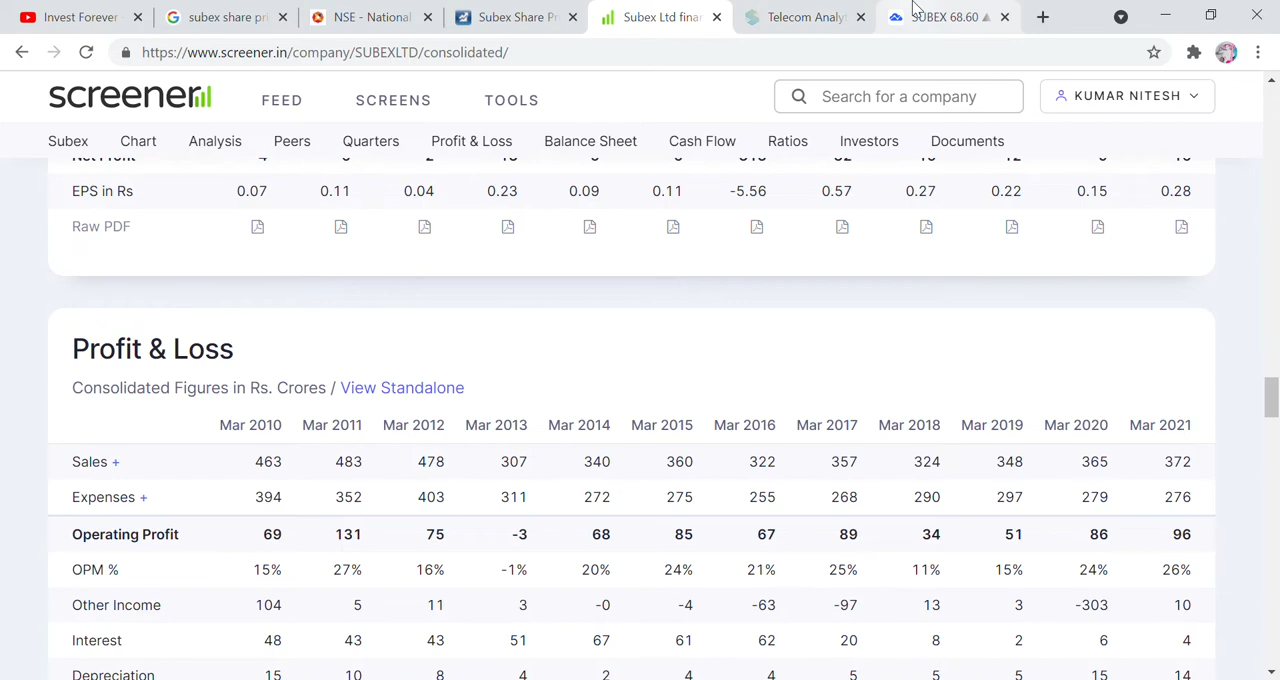 Invest Forever
subex share pri
NSE - National
Subex Share Pr
Subex Ltd finan
Telecom Analyt
SUBEX 68.60
https://www.screener.in/company/SUBEXLTD/consolidated/
screener
FEED
SCREENS
TOOLS
Search for a company
KUMAR NITESH
Subex Chart Analysis Peers Quarters Profit & Loss Balance Sheet Cash Flow Ratios Investors Documents
Net Profit
EPS in Rs 0.07 0.11 0.04 0.23 0.09 0.11 -5.56 0.57 0.27 0.22 0.15 0.28
Raw PDF
Profit & Loss
Consolidated Figures in Rs. Crores / View Standalone
Mar 2010 Mar 2011 Mar 2012 Mar 2013 Mar 2014 Mar 2015 Mar 2016 Mar 2017 Mar 2018 Mar 2019 Mar 2020 Mar 2021
Sales + 463 483 478 307 340 360 322 357 324 348 365 372
Expenses + 394 352 403 311 272 275 255 268 290 297 279 276
Operating Profit 69 131 75 -3 68 85 67 89 34 51 86 96
OPM % 15% 27% 16% -1% 20% 24% 21% 25% 11% 15% 24% 26%
Other Income 104 5 11 3 -0 -4 -63 -97 13 3 -303 10
Interest 48 43 43 51 67 61 62 20 8 2 6 4
Depreciation 15 10 8 4 2 4 4 5 5 5 15 14